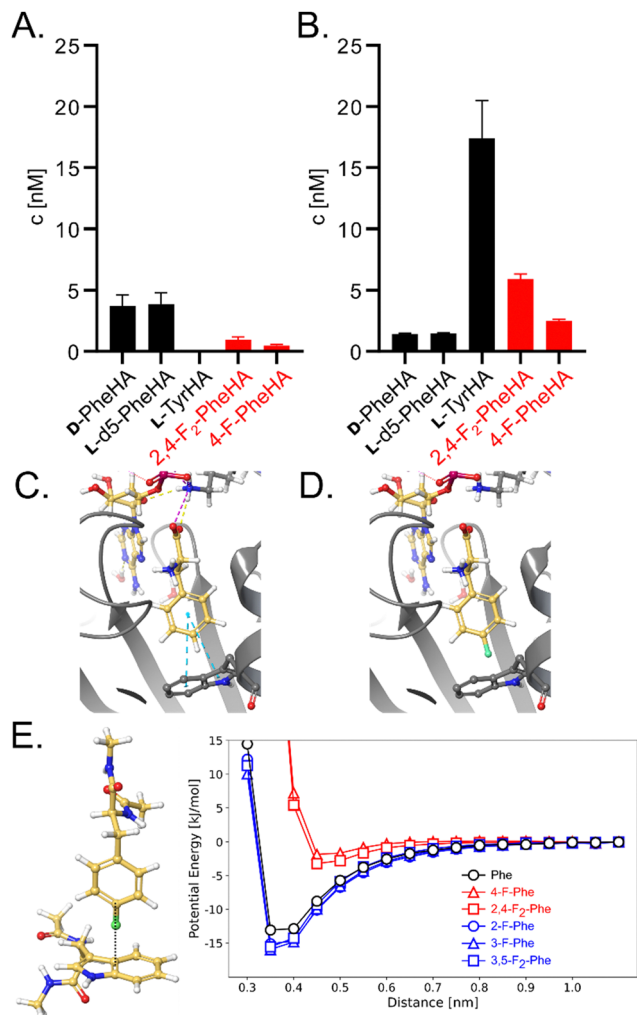 A.
B.
25
20
15
10
5
0
c [nM]
D-PheHA
L-d5-PheHA
L-TyrHA
2,4-F₂-PheHA
4-F-PheHA
25
20
15
10
5
0
c [nM]
D-PheHA
L-d5-PheHA
L-TyrHA
2,4-F₂-PheHA
4-F-PheHA
C.
D.
E.
15
10
5
0
-5
-10
-15
Potential Energy [kJ/mol]
Phe
4-F-Phe
2,4-F₂-Phe
2-F-Phe
3-F-Phe
3,5-F₂-Phe
0.3 0.4 0.5 0.6 0.7 0.8 0.9 1.0
Distance [nm]